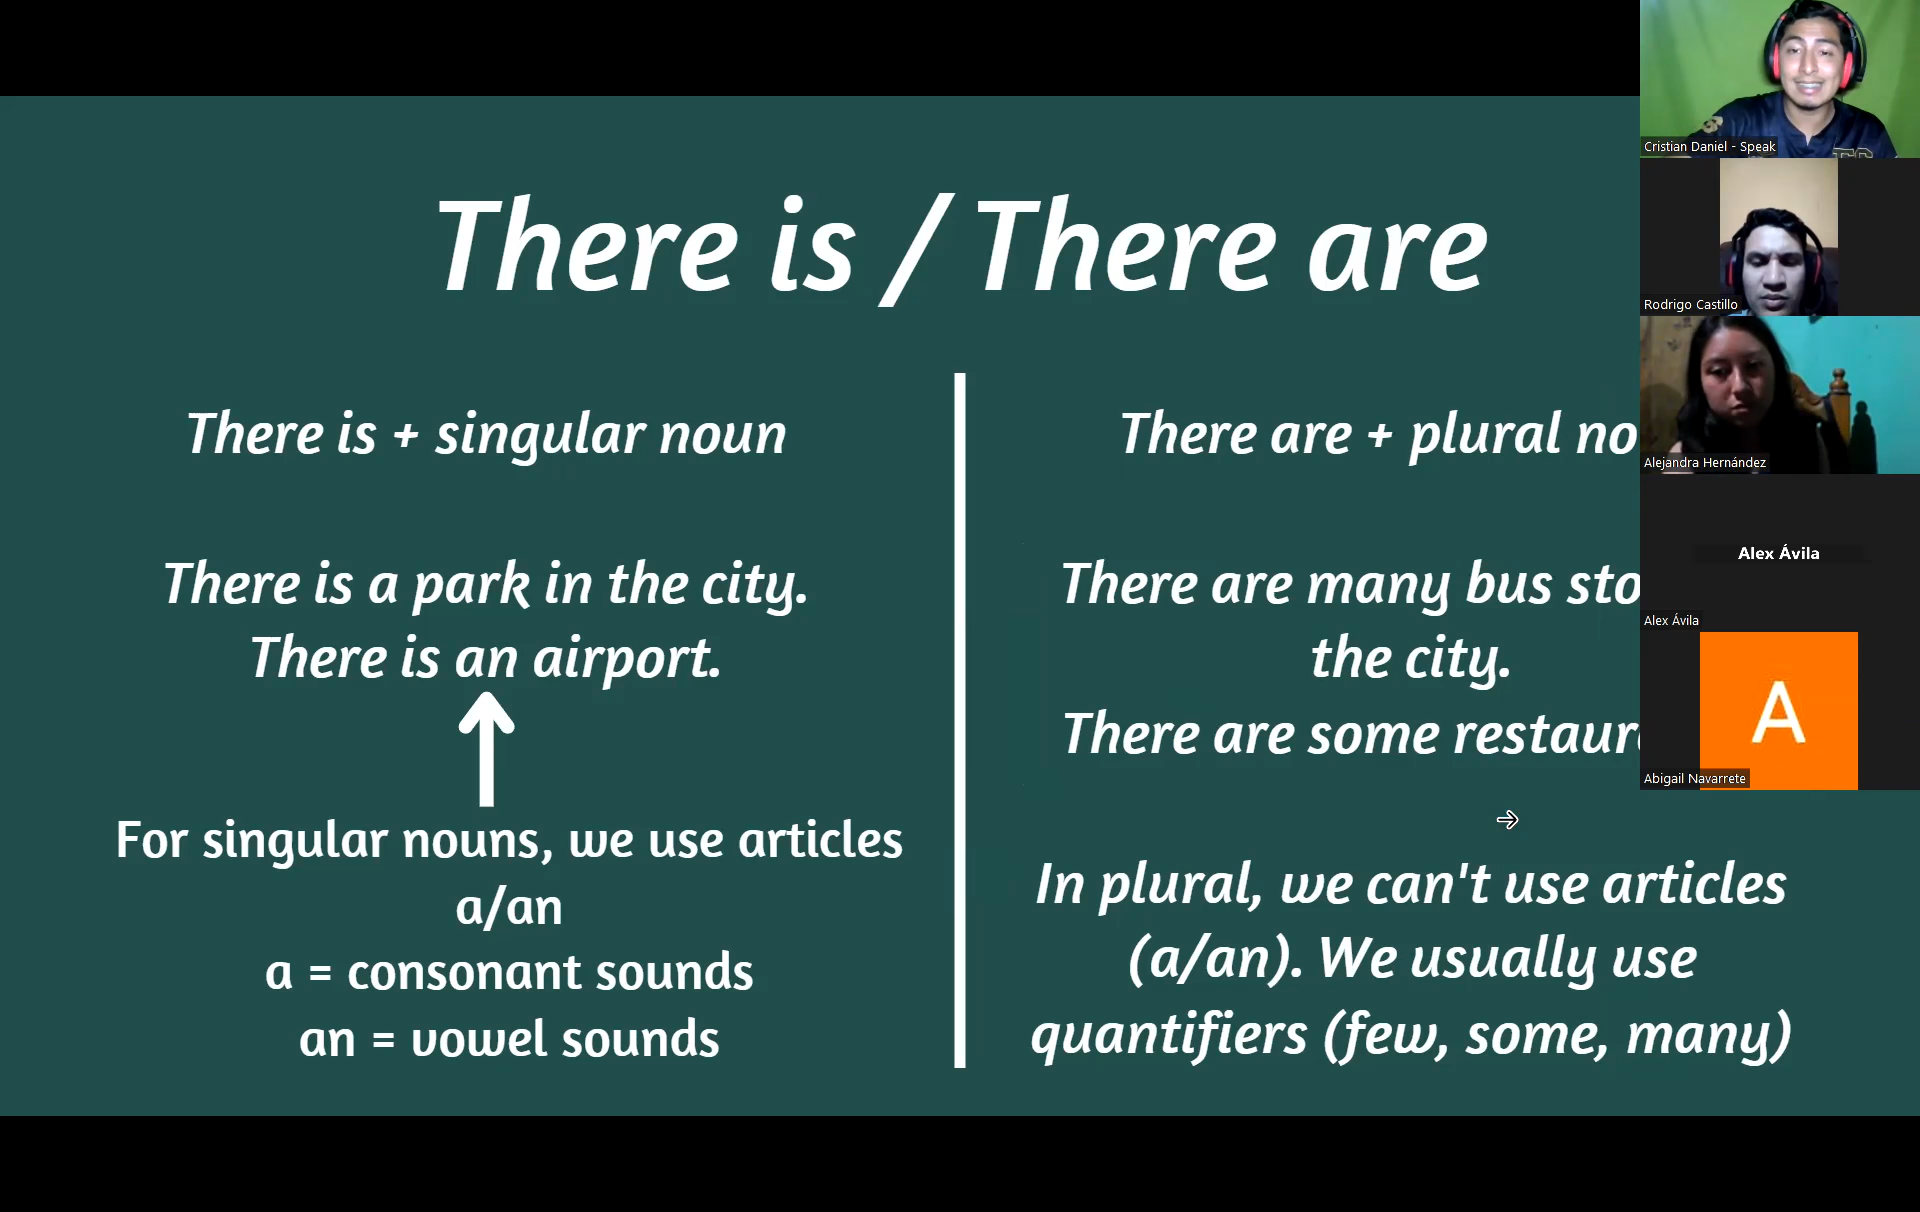 There is / There are
There is + singular noun
There is a park in the city.
There is an airport.
For singular nouns, we use articles
a/an
a = consonant sounds
an = vowel sounds
There are + plural
There are many bus
the city.
There are some
In plural, we can't use articles
(a/an). We usually use
quantifiers (few, some, many)
Cristian Daniel - Speak
Rodrigo Castillo
Alejandra Hernández
Alex Ávila
Alex Ávila
A
Abigail Navarrete